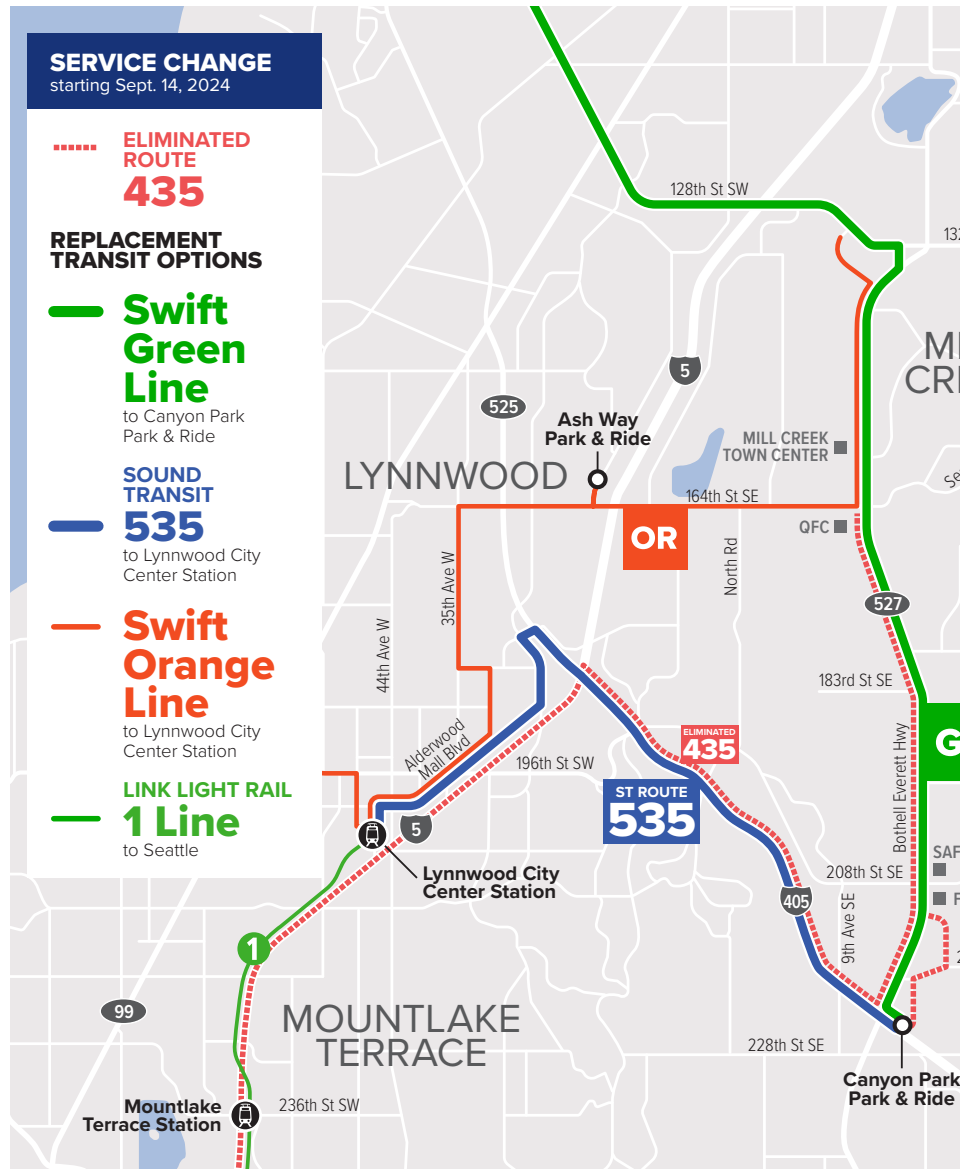 SERVICE CHANGE
starting Sept. 14, 2024
ELIMINATED
ROUTE
435
REPLACEMENT
TRANSIT OPTIONS
Swift
Green
Line
to Canyon Park
Park & Ride
SOUND
TRANSIT
535
to Lynnwood City
Center Station
Swift
Orange
Line
to Lynnwood City
Center Station
LINK LIGHT RAIL
1 Line
to Seattle
128th St SW
132
5
MI
CRE
525
Ash Way
Park & Ride
MILL CREEK
TOWN CENTER
LYNNWOOD
164th St SE
Se
OR
QFC
35th Ave W
North Rd
527
44th Ave W
183rd St SE
Alderwood
Mall Blvd
ELIMINATED
435
G
196th St SW
Bothell Everett Hwy
ST ROUTE
535
5
SAF
Lynnwood City
Center Station
208th St SE
F
405
9th Ave SE
1
2
99
MOUNTLAKE
TERRACE
228th St SE
Canyon Park
Park & Ride
Mountlake
Terrace Station
236th St SW